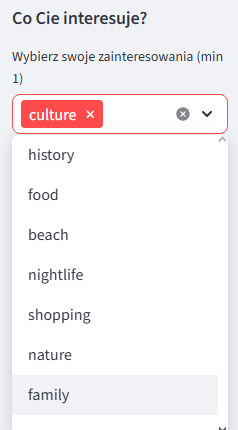 Co Cie interesuje?
Wybierz swoje zainteresowania (min
1)
culture
history
food
beach
nightlife
shopping
nature
family